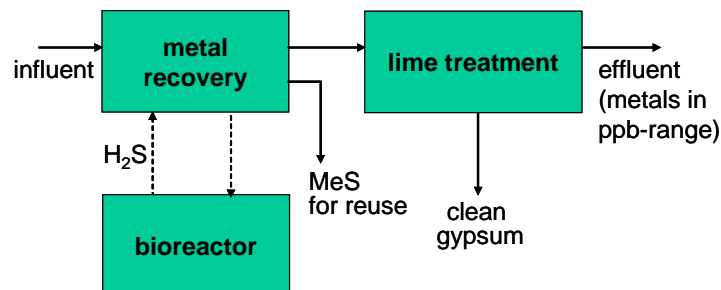 influent
metal
recovery
lime treatment
effluent
(metals in
ppb-range)
H₂S
MeS
for reuse
clean
gypsum
bioreactor